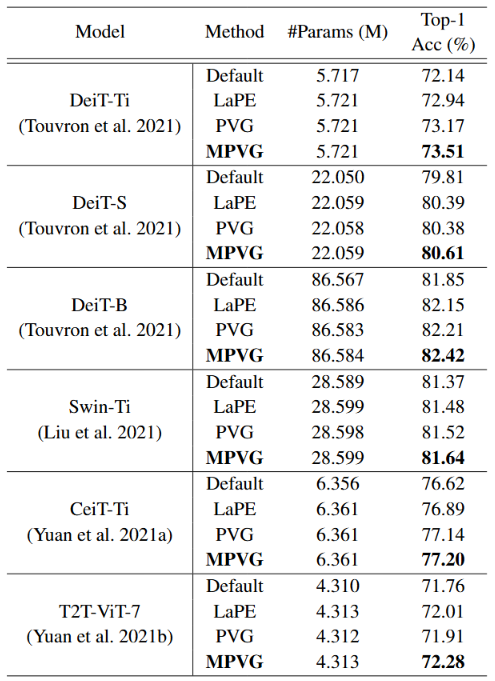 Model Method #Params (M) Top-1 Acc (%)
DeiT-Ti (Touvron et al. 2021)
Default 5.717 72.14
LaPE 5.721 72.94
PVG 5.721 73.17
MPVG 5.721 73.51
DeiT-S (Touvron et al. 2021)
Default 22.050 79.81
LaPE 22.059 80.39
PVG 22.058 80.38
MPVG 22.059 80.61
DeiT-B (Touvron et al. 2021)
Default 86.567 81.85
LaPE 86.586 82.15
PVG 86.583 82.21
MPVG 86.584 82.42
Swin-Ti (Liu et al. 2021)
Default 28.589 81.37
LaPE 28.599 81.48
PVG 28.598 81.52
MPVG 28.599 81.64
CeiT-Ti (Yuan et al. 2021a)
Default 6.356 76.62
LaPE 6.361 76.89
PVG 6.361 77.14
MPVG 6.361 77.20
T2T-ViT-7 (Yuan et al. 2021b)
Default 4.310 71.76
LaPE 4.313 72.01
PVG 4.312 71.91
MPVG 4.313 72.28